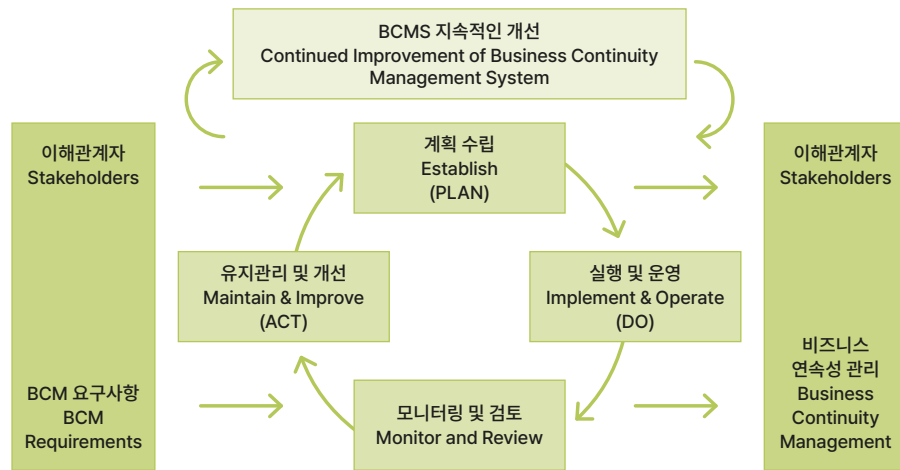 BCMS 지속적인 개선
Continued Improvement of Business Continuity
Management System
이해관계자
Stakeholders
BCM 요구사항
BCM
Requirements
계획 수립
Establish
(PLAN)
유지관리 및 개선
Maintain & Improve
(ACT)
실행 및 운영
Implement & Operate
(DO)
모니터링 및 검토
Monitor and Review
이해관계자
Stakeholders
비즈니스
연속성 관리
Business
Continuity
Management